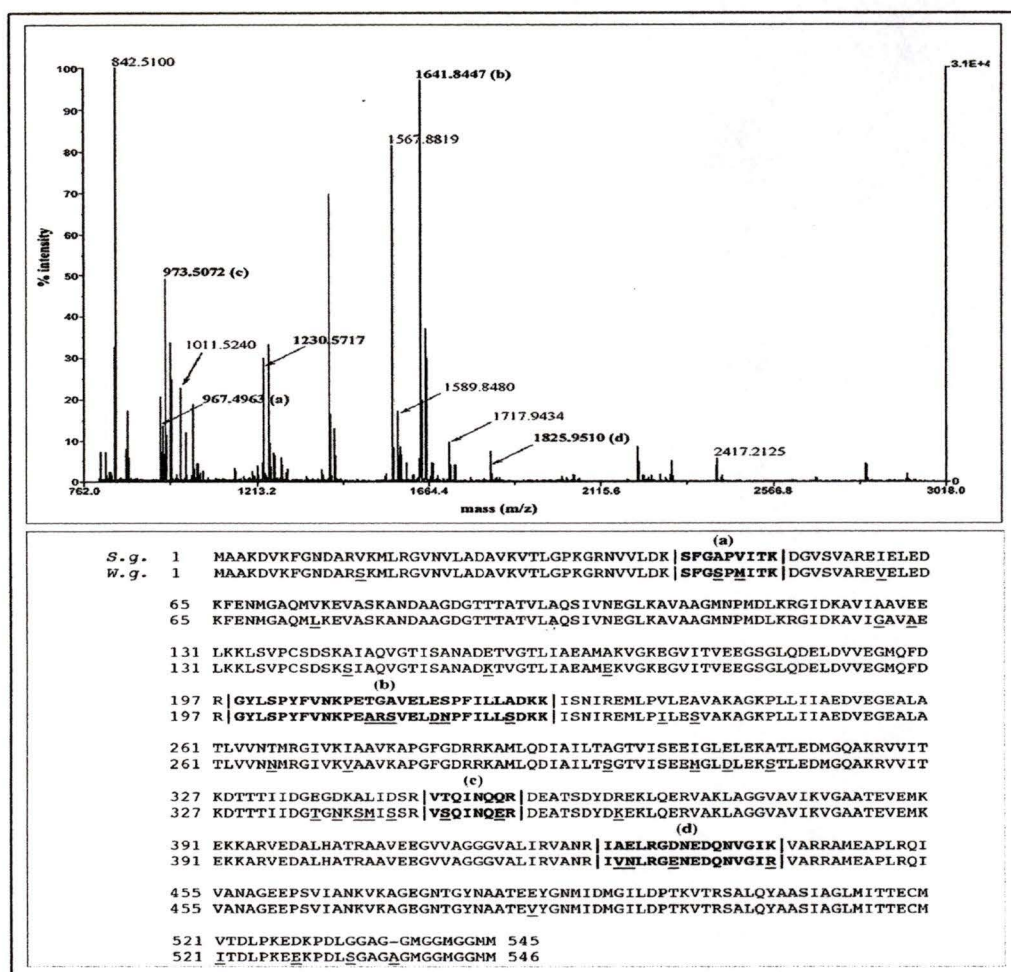 842.5100
1641.8447 (b)
3.1E+4
1567.8819
973.5072 (c)
1011.5240
1230.5717
967.4963 (a)
1589.8480
1717.9434
1825.9510 (d)
2417.2125
100
90
80
70
60
50
40
30
20
10
0
0
% intensity
762.0 1213.2 1664.4 2115.6 2566.8 3018.0
mass (m/z)
(a)
S.g. 1 MAAKDVKFGNDARVKMLRGVNVLADAVKVTLGPKGRNVVLDK|SFGAPVITK|DGVSVAREIELED
W.g. 1 MAAKDVKFGNDARSKMLRGVNVLADAVKVTLGPKGRNVVLDK|SFGSPMITK|DGVSVAREVELED
65 KFENMGAQMVKEVASKANDAAGDGTTTATVLAQSIVNEGLKAVAAGMNPMDLKRGIDKAVIAAVEE
65 KFENMGAQMLKEVASKANDAAGDGTTTATVLAQSIVNEGLKAVAAGMNPMDLKRGIDKAVIGAVAE
131 LKKLSVPCSDSKAIAQVGTISANADETVGTLIAEAMAKVGKEGVITVEEGSGLQDELDVVEGMQFD
131 LKKLSVPCSDSKSIAQVGTISANADKTVGTLIAEAMEKVGKEGVITVEEGSGLQDELDVVEGMQFD
(b)
197 R|GYLSPYFVNKPETGAVELESPFILLADKK|ISNIREMLPVLEAVAKAGKPLLIIAEDVEGEALA
197 R|GYLSPYFVNKPEARSVELDNPFILLSDKK|ISNIREMLPILESVAKAGKPLLIIAEDVEGEALA
261 TLVVNTMRGIVKIAAVKAPGFGDRRKAMLQDIAILTAGTVISEEIGLELEKATLEDMGQAKRVVIT
261 TLVVNNMRGIVKVAAVKAPGFGDRRKAMLQDIAILTSGTVISEEMGLDLEKSTLEDMGQAKRVVIT
(c)
327 KDTTTIIDGEGDKALIDSR|VTQINQQR|DEATSDYDREKLQERVAKLAGGVAVIKVGAATEVEMK
327 KDTTTIIDGTGNKSMISSR|VSQINQER|DEATSDYDKEKLQERVAKLAGGVAVIKVGAATEVEMK
(d)
391 EKKARVEDALHATRAAVEEGVVAGGGVALIRVANR|IAELRGDNEDQNVGIK|VARRAMEAPLRQI
391 EKKARVEDALHATRAAVEEGVVAGGGVALIRVANR|IVNLRGENEDQNVGIR|VARRAMEAPLRQI
455 VANAGEEPSVIANKVKAGEGNTGYNAATEEYGNMIDMGILDPTKVTRSALQYAASIAGLMITTECM
455 VANAGEEPSVIANKVKAGEGNTGYNAATEVYGNMIDMGILDPTKVTRSALQYAASIAGLMITTECM
521 VTDLPKEDKPDLGGAG-GMGGMGGMM 545
521 ITDLPKEEKPDLSGAGAGMGGMGGMM 546